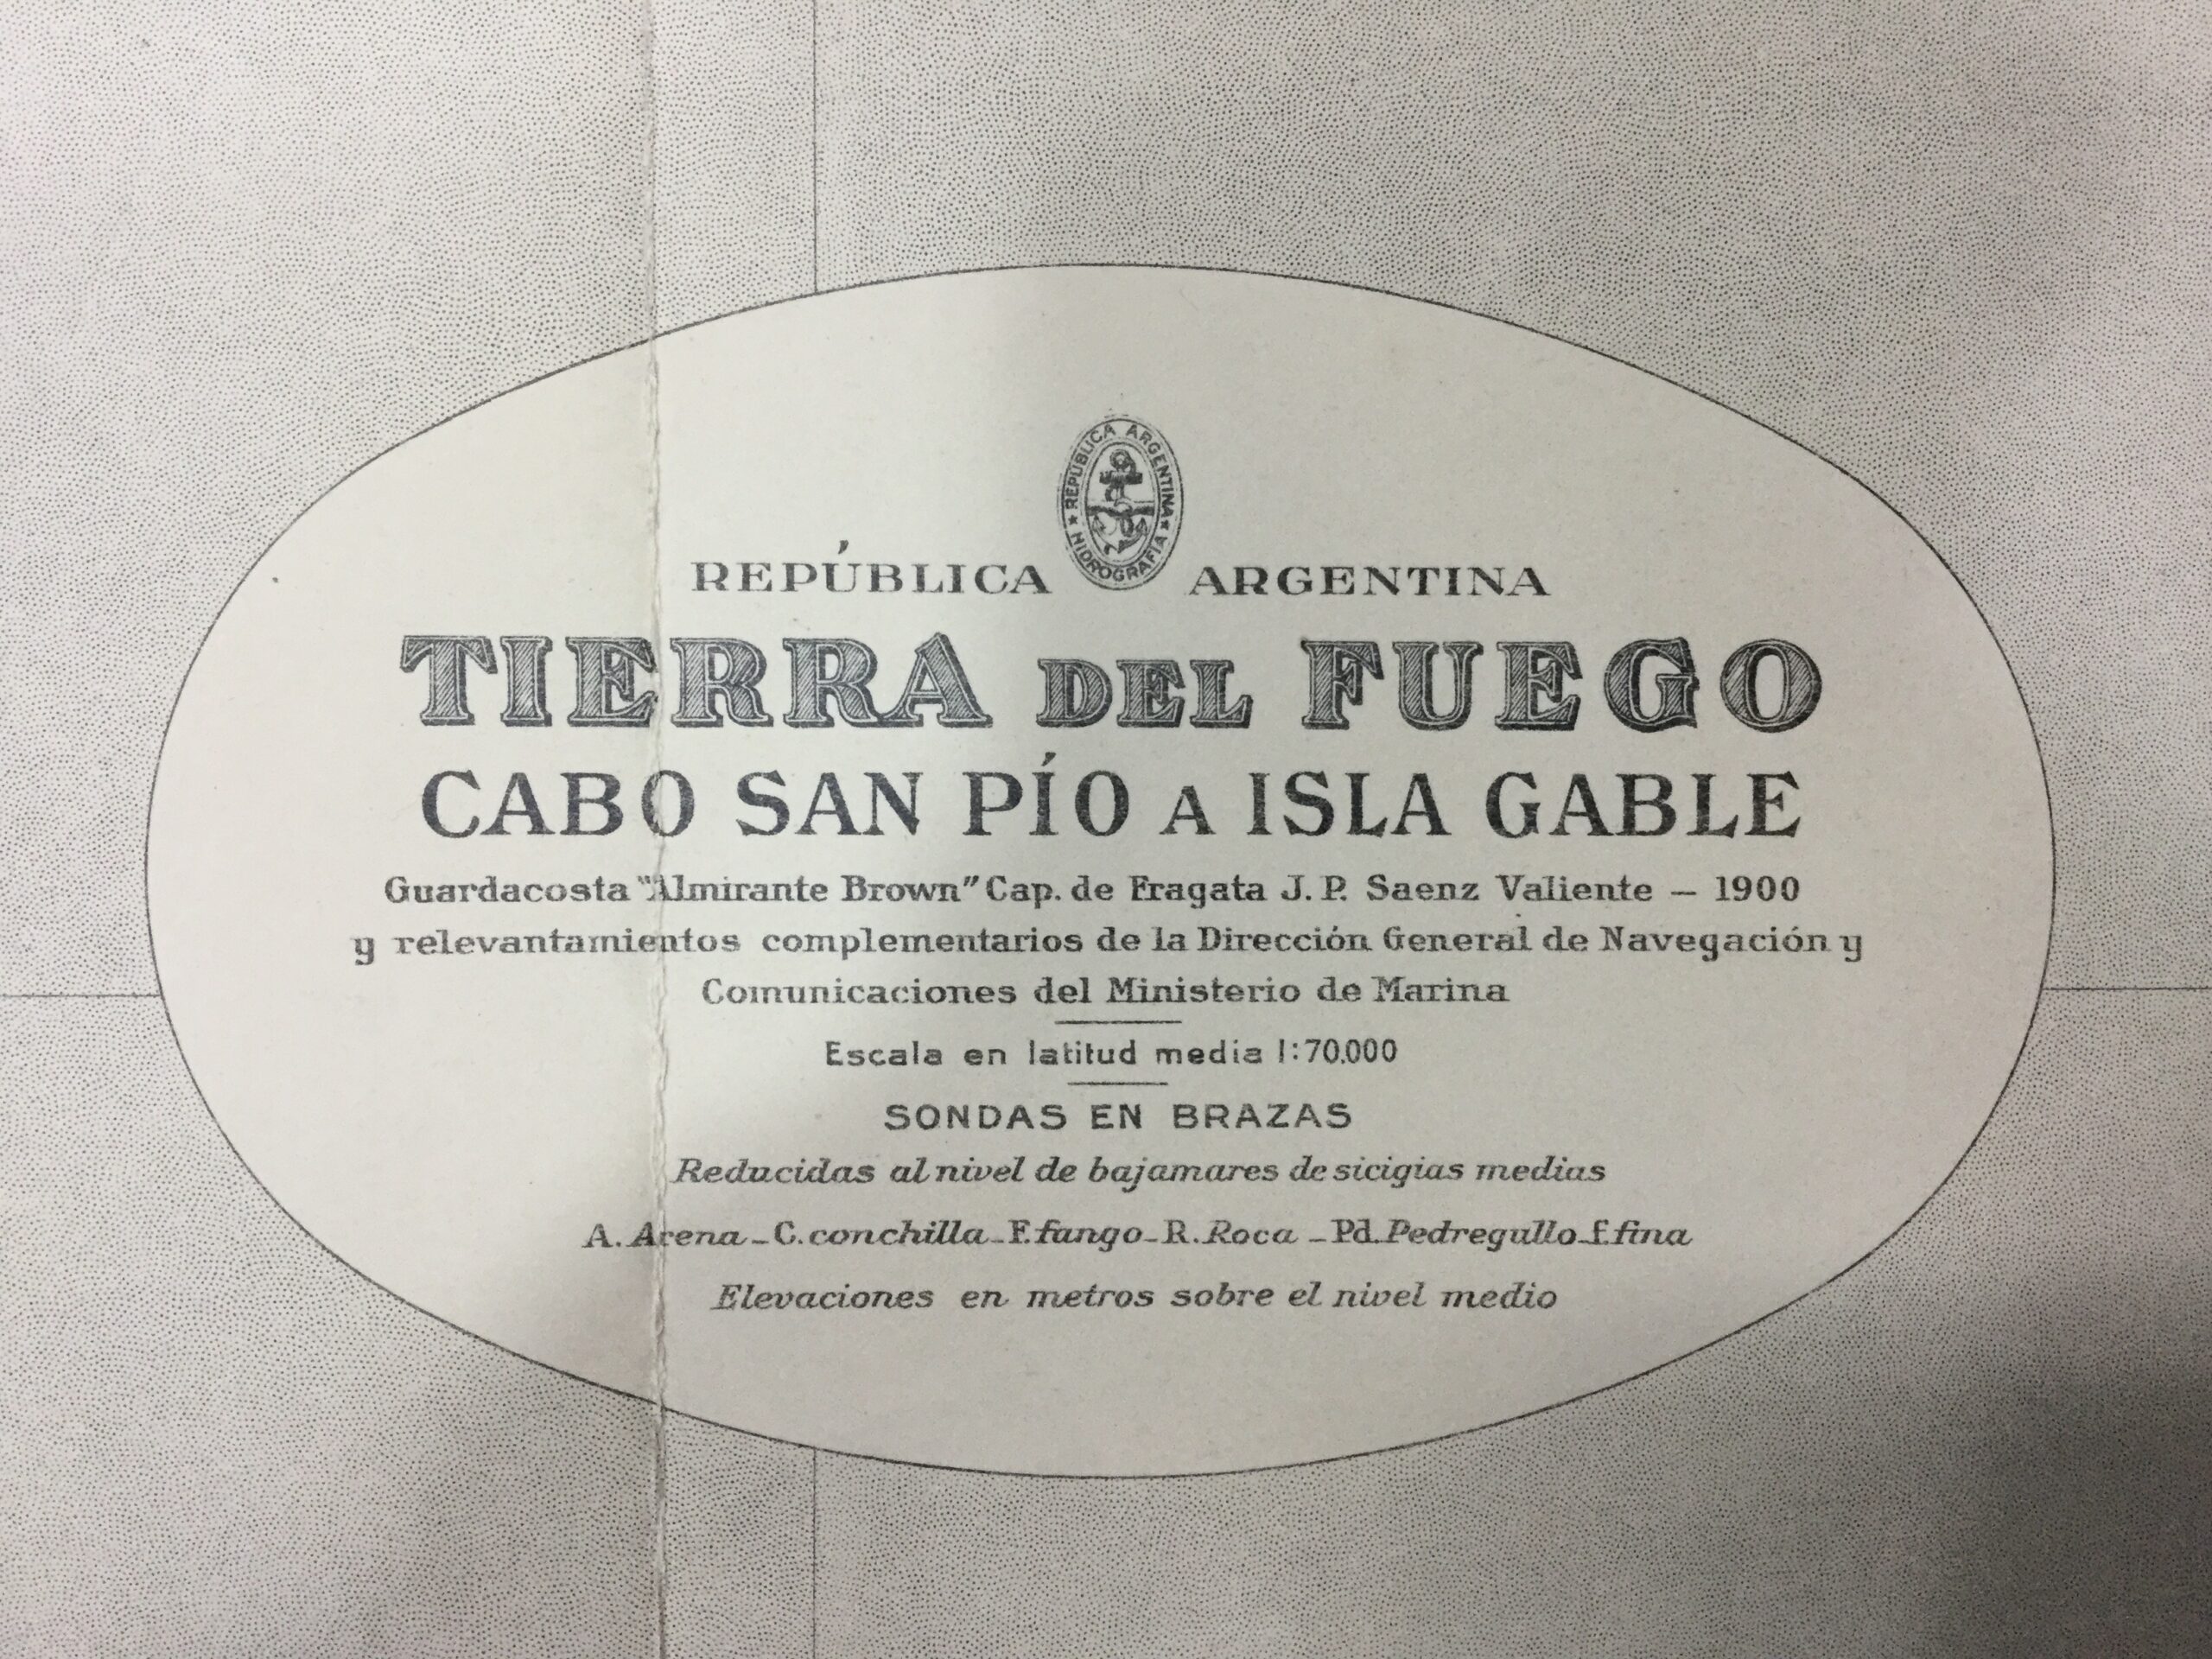 ★ REPÚBLICA ARGENTINA ★ HIDROGRAFÍA
REPÚBLICA ARGENTINA
TIERRA DEL FUEGO
CABO SAN PÍO A ISLA GABLE
Guardacosta "Almirante Brown" Cap. de Fragata J. P. Saenz Valiente – 1900
y relevantamientos complementarios de la Dirección General de Navegación y
Comunicaciones del Ministerio de Marina
Escala en latitud media 1:70.000
SONDAS EN BRAZAS
Reducidas al nivel de bajamares de sicigias medias
A. Arena – C. conchilla – F. fango – R. Roca – Pd. Pedregullo – f. fina
Elevaciones en metros sobre el nivel medio